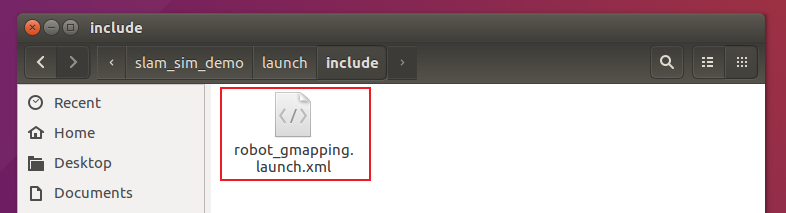 include
slam_sim_demo
launch
include
Recent
Home
Desktop
Documents
robot_gmapping.
launch.xml